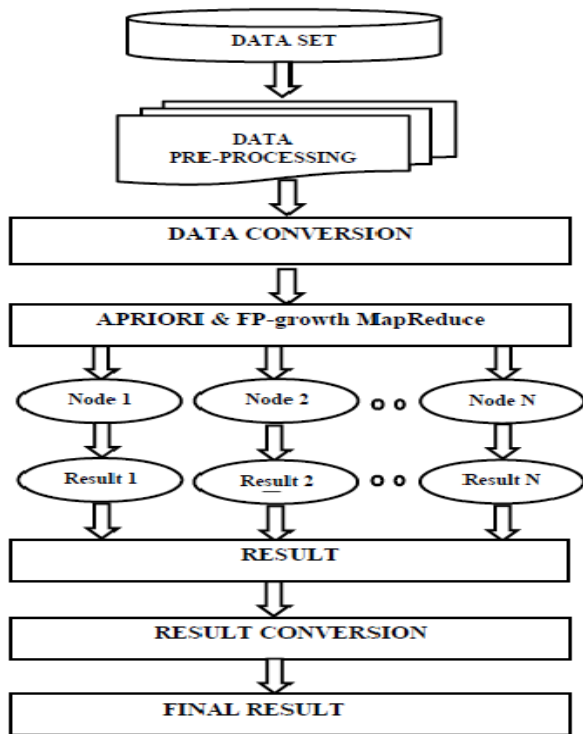 DATA SET
DATA
PRE-PROCESSING
DATA CONVERSION
APRIORI & FP-growth MapReduce
Node 1
Node 2
Node N
Result 1
Result 2
Result N
RESULT
RESULT CONVERSION
FINAL RESULT